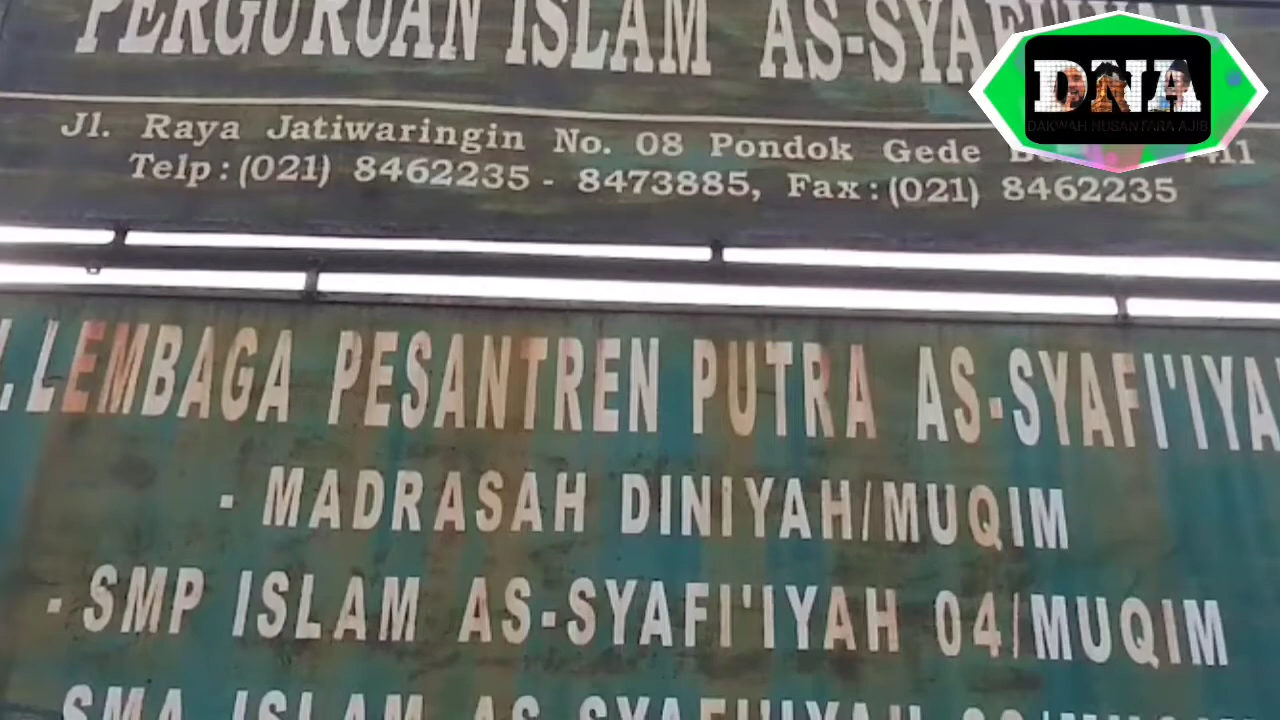 PERGURUAN ISLAM AS-SYAFI'IYAH
DNA
DAKWAH NUSANTARA AJIB
Jl. Raya Jatiwaringin No. 08 Pondok Gede
Telp : (021) 8462235 - 8473885, Fax : (021) 8462235
LEMBAGA PESANTREN PUTRA AS-SYAFI'IYA
- MADRASAH DINIYAH/MUQIM
- SMP ISLAM AS-SYAFI'IYAH 04/MUQIM
SMA ISLAM AS-SYAFI'IYAH